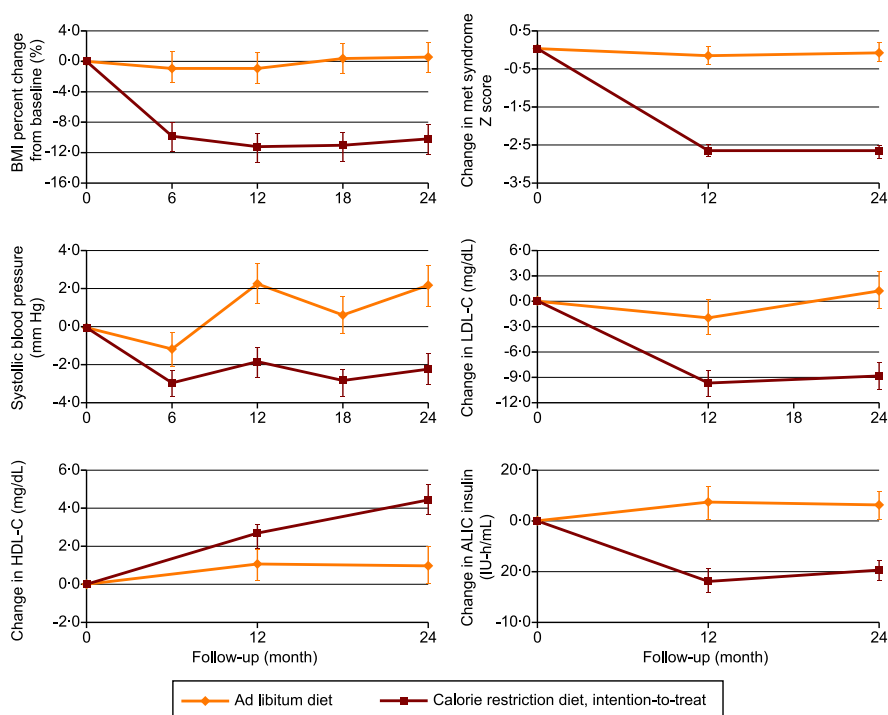 BMI percent change
from baseline (%)
4·0
0·0
-4·0
-8·0
-12·0
-16·0
0 6 12 18 24
Change in met syndrome
Z score
0·5
-0·5
-1·5
-2·5
-3·5
0 12 24
Systollic blood pressure
(mm Hg)
4·0
2·0
0·0
-2·0
-4·0
0 6 12 18 24
Change in LDL-C (mg/dL)
6·0
3·0
0·0
-3·0
-6·0
-9·0
-12·0
0 12 18 24
Change in HDL-C (mg/dL)
6·0
4·0
2·0
0·0
-2·0
0 12 24
Follow-up (month)
Change in ALIC insulin
(IU-h/mL)
20·0
0·0
20·0
-10·0
0 12 24
Follow-up (month)
Ad libitum diet
Calorie restriction diet, intention-to-treat